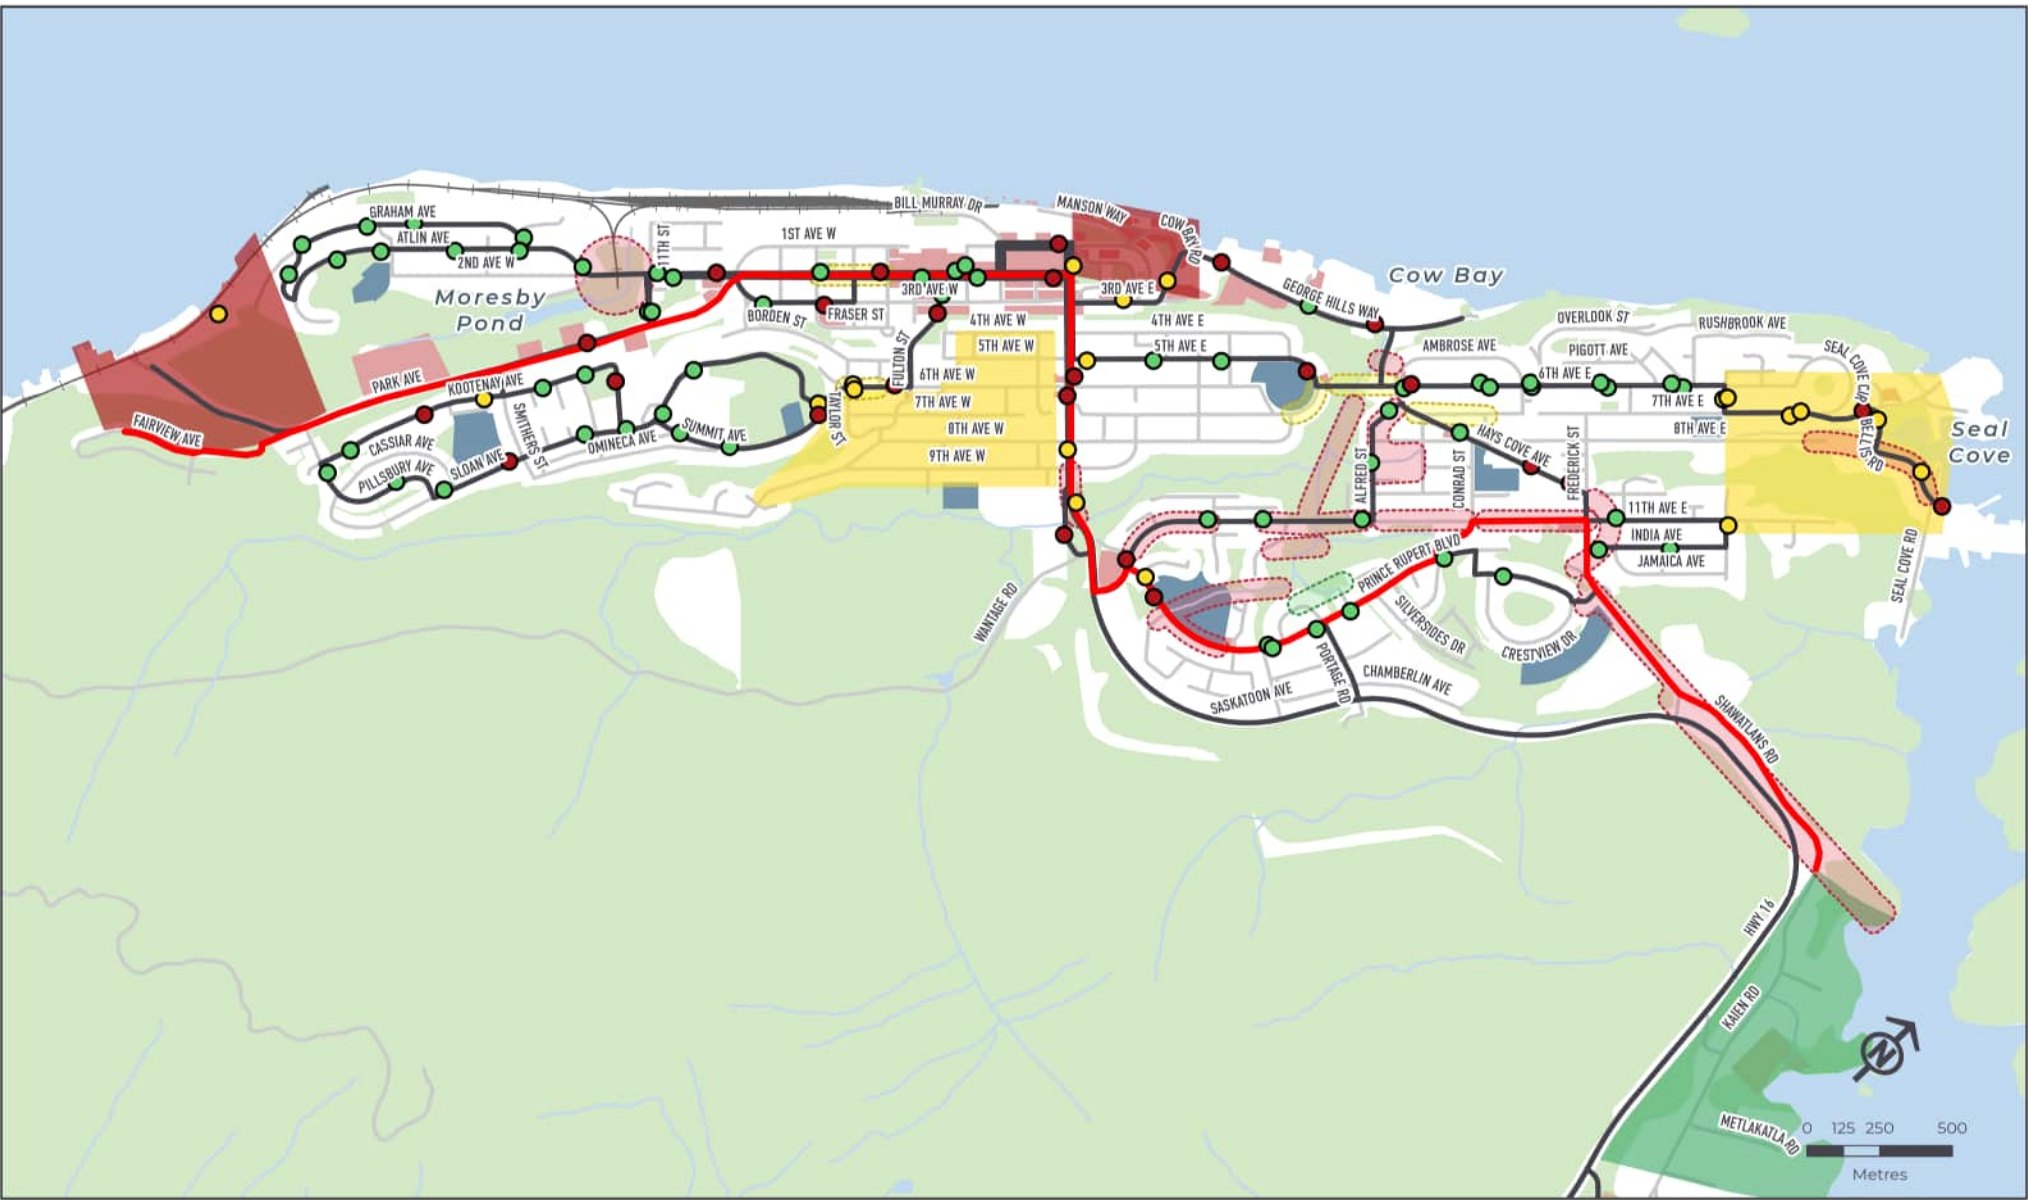 BILL MURRAY DR
MANSON WAY
COW BAY RD
GRAHAM AVE
ATLIN AVE
2ND AVE W
11TH ST
1ST AVE W
Moresby
Pond
3RD AVE W
3RD AVE E
GEORGE HILLS WAY
Cow Bay
BORDEN ST
FRASER ST
4TH AVE W
4TH AVE E
OVERLOOK ST
RUSHBROOK AVE
5TH AVE W
5TH AVE E
AMBROSE AVE
PIGOTT AVE
SEAL COVE CIR
FULTON ST
6TH AVE W
6TH AVE E
PARK AVE
KOOTENAY AVE
7TH AVE W
7TH AVE E
TAYLOR ST
8TH AVE W
8TH AVE E
BELLIS RD
Seal
Cove
FAIRVIEW AVE
CASSIAR AVE
SMITHERS ST
OMINECA AVE
SUMMIT AVE
9TH AVE W
HAYS COVE AVE
FREDERICK ST
PILLSBURY AVE
SLOAN AVE
ALFRED ST
CONRAD ST
11TH AVE E
INDIA AVE
JAMAICA AVE
PRINCE RUPERT BLVD
SEAL COVE RD
WANTAGE RD
SILVERSIDES DR
CRESTVIEW DR
PORTAGE RD
CHAMBERLIN AVE
SASKATOON AVE
SHAWATLANS RD
HWY 16
KAIEN RD
N
METLAKATLA RD
0 125 250 500
Metres